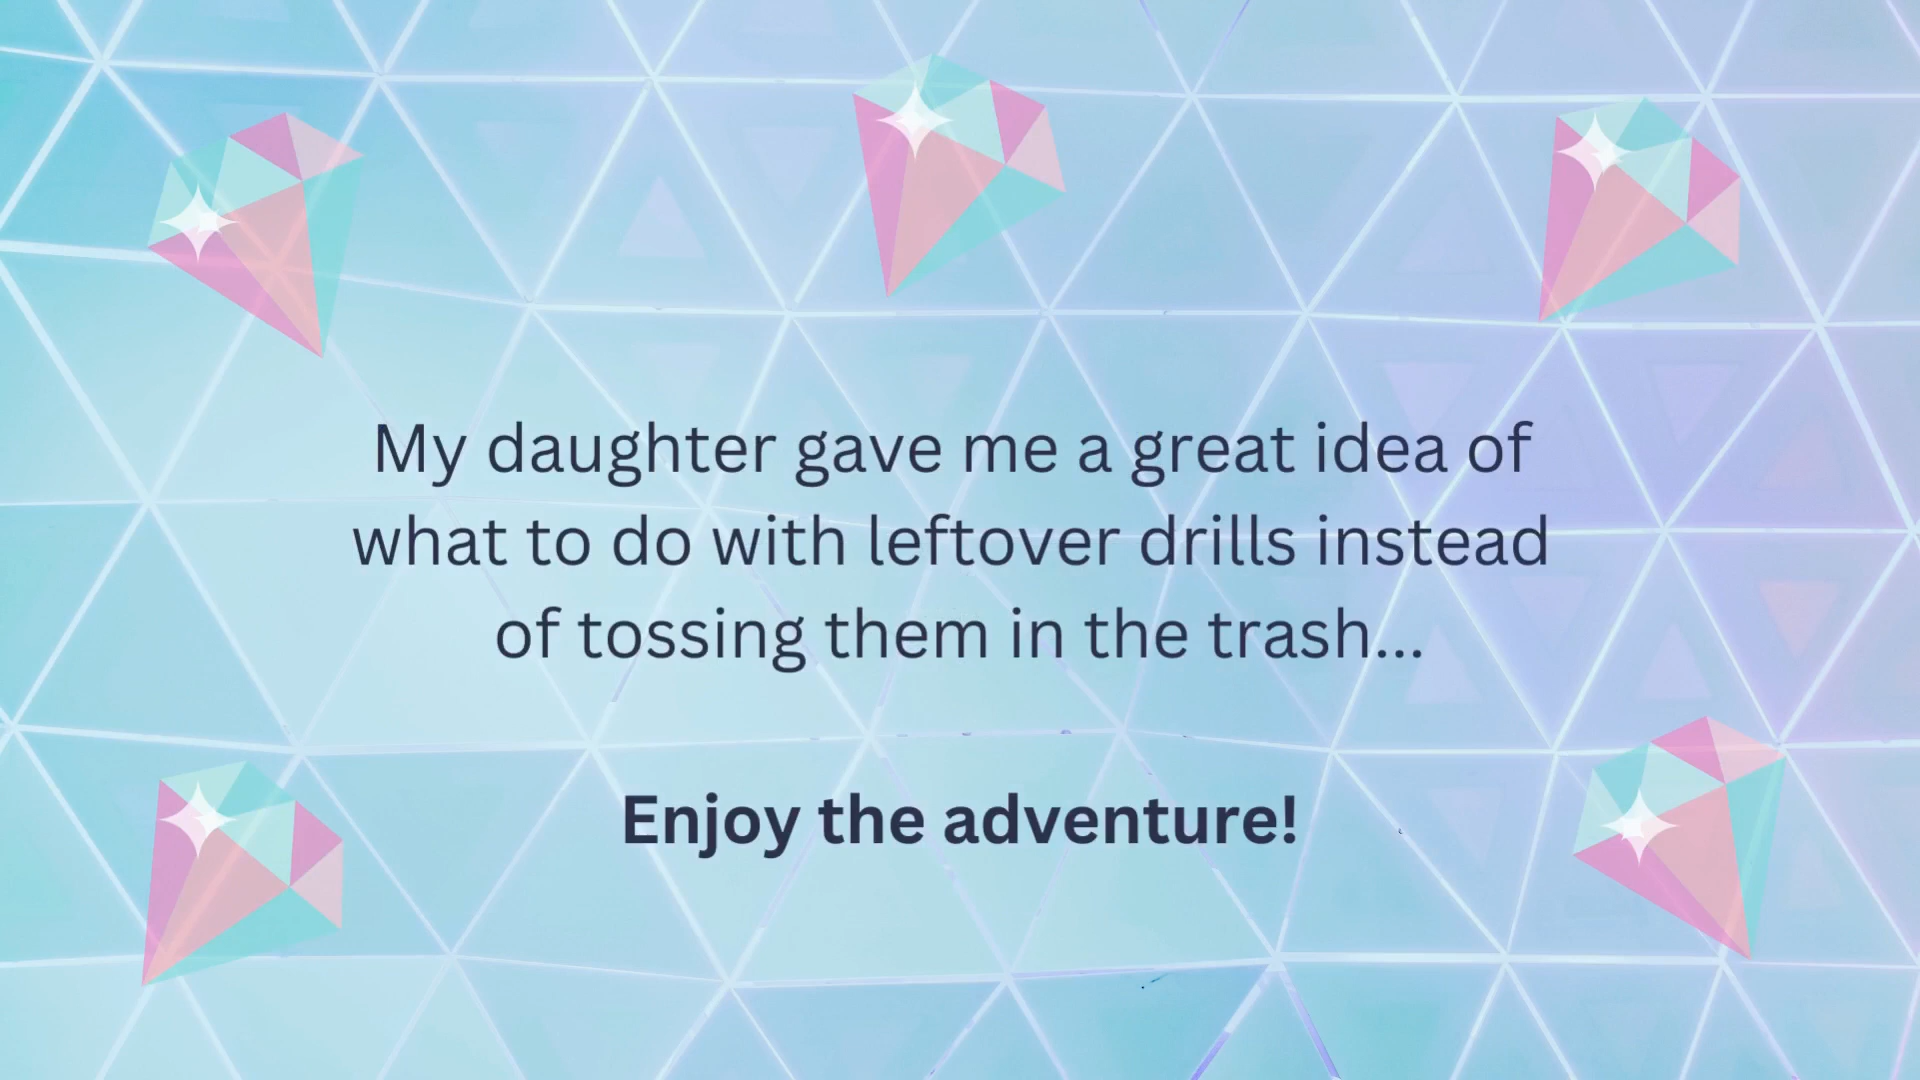 My daughter gave me a great idea of
what to do with leftover drills instead
of tossing them in the trash...
Enjoy the adventure!